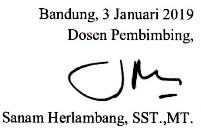 Bandung, 3 Januari 2019
Dosen Pembimbing,
Sanam Herlambang, SST.,MT.